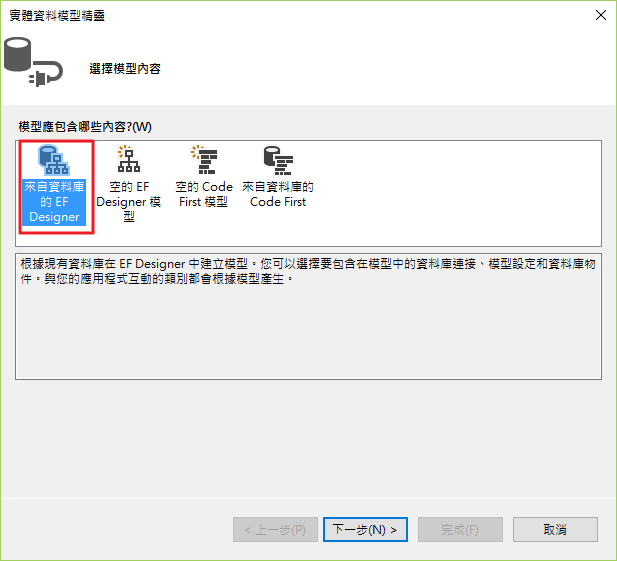 實體資料模型精靈
選擇模型內容
模型應包含哪些內容?(W)
來自資料庫
的 EF
Designer
空的 EF
Designer 模
型
空的 Code
First 模型
來自資料庫的
Code First
根據現有資料庫在 EF Designer 中建立模型。您可以選擇要包含在模型中的資料庫連接、模型設定和資料庫物
件。與您的應用程式互動的類別都會根據模型產生。
< 上一步(P)
下一步(N) >
完成(F)
取消